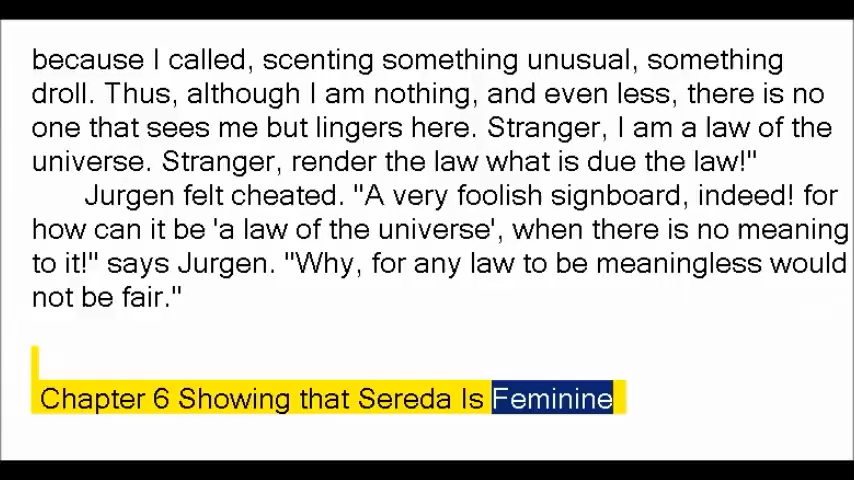 because I called, scenting something unusual, something
droll. Thus, although I am nothing, and even less, there is no
one that sees me but lingers here. Stranger, I am a law of the
universe. Stranger, render the law what is due the law!"
Jurgen felt cheated. "A very foolish signboard, indeed! for
how can it be 'a law of the universe', when there is no meaning
to it!" says Jurgen. "Why, for any law to be meaningless would
not be fair."
Chapter 6 Showing that Sereda Is Feminine